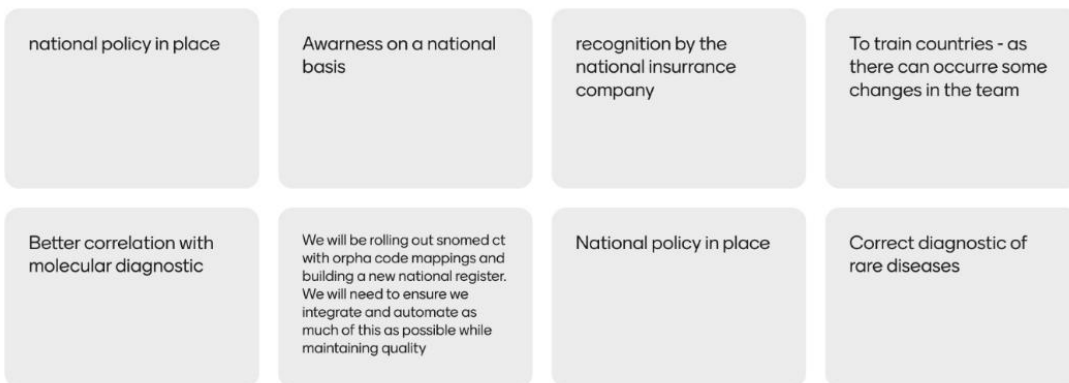 national policy in place
Awarness on a national
basis
recognition by the
national insurrance
company
To train countries - as
there can occurre some
changes in the team
Better correlation with
molecular diagnostic
We will be rolling out snomed ct
with orpha code mappings and
building a new national register.
We will need to ensure we
integrate and automate as
much of this as possible while
maintaining quality
National policy in place
Correct diagnostic of
rare diseases